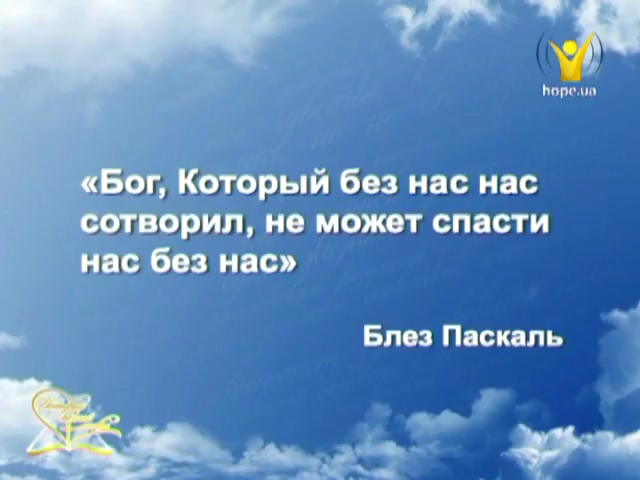 hope.ua
«Бог, Который без нас нас
сотворил, не может спасти
нас без нас»
Блез Паскаль